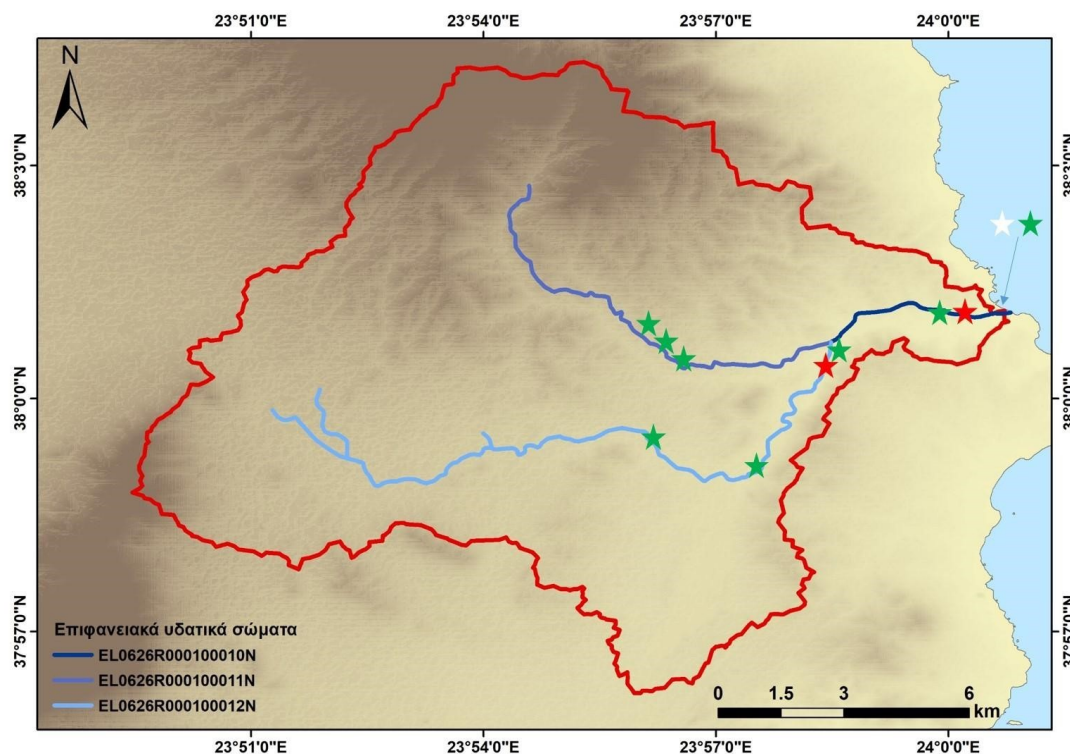 23°51'0"E 23°54'0"E 23°57'0"E 24°0'0"E
N
38°3'0"N 38°3'0"N
38°0'0"N 38°0'0"N
37°57'0"N 37°57'0"N
Επιφανειακά υδατικά σώματα
EL0626R000100010N
EL0626R000100011N
EL0626R000100012N
0 1.5 3 6
km
23°51'0"E 23°54'0"E 23°57'0"E 24°0'0"E